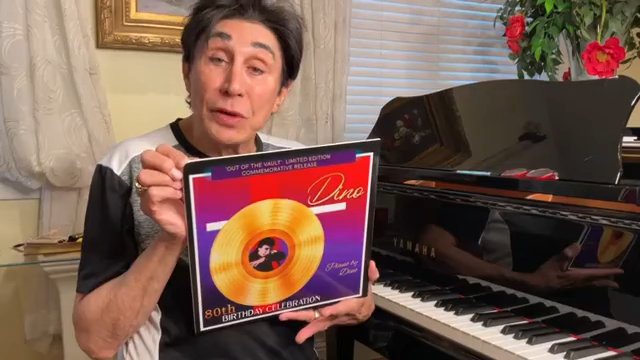 'OUT OF THE VAULT' LIMITED EDITION
COMMEMORATIVE RELEASE
Dino
Piano by
Dino
80th
BIRTHDAY CELEBRATION
YAMAHA